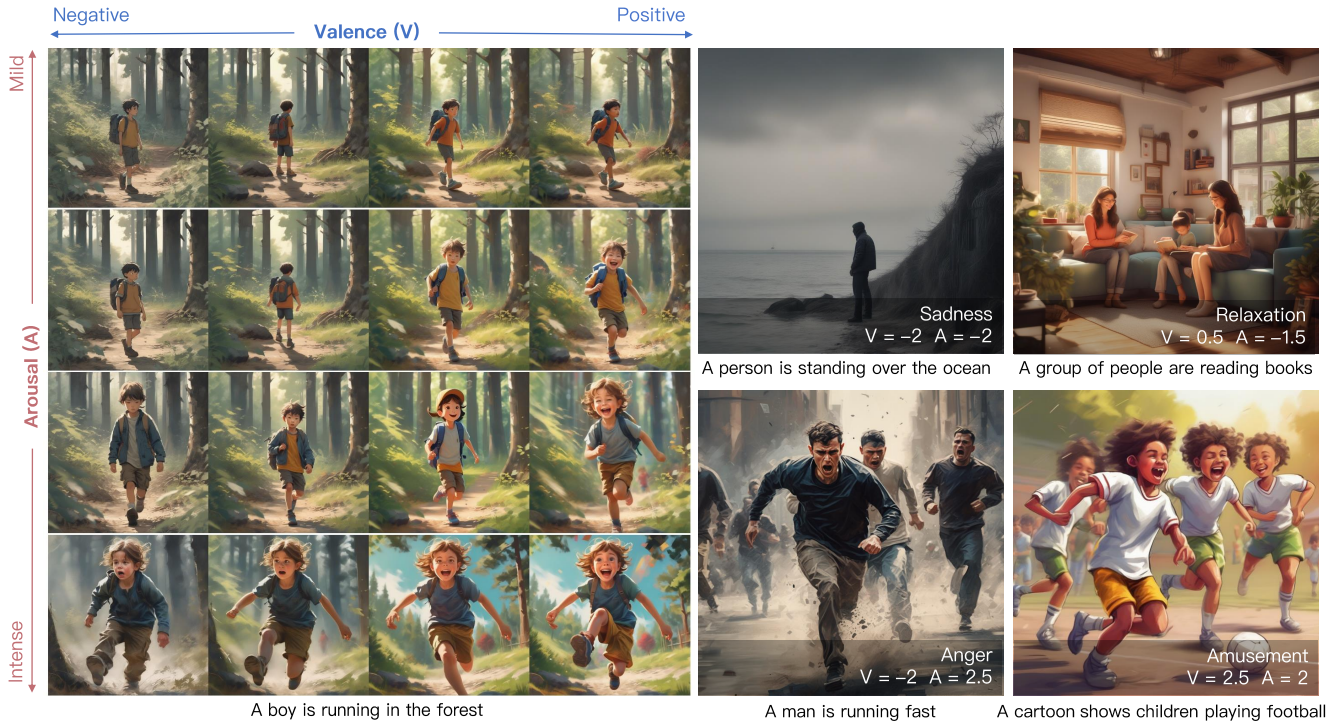 Negative
Positive
Valence (V)
Mild
Arousal (A)
Intense
A boy is running in the forest
Sadness
V = −2 A = −2
A person is standing over the ocean
Relaxation
V = 0.5 A = −1.5
A group of people are reading books
Anger
V = −2 A = 2.5
A man is running fast
Amusement
V = 2.5 A = 2
A cartoon shows children playing football